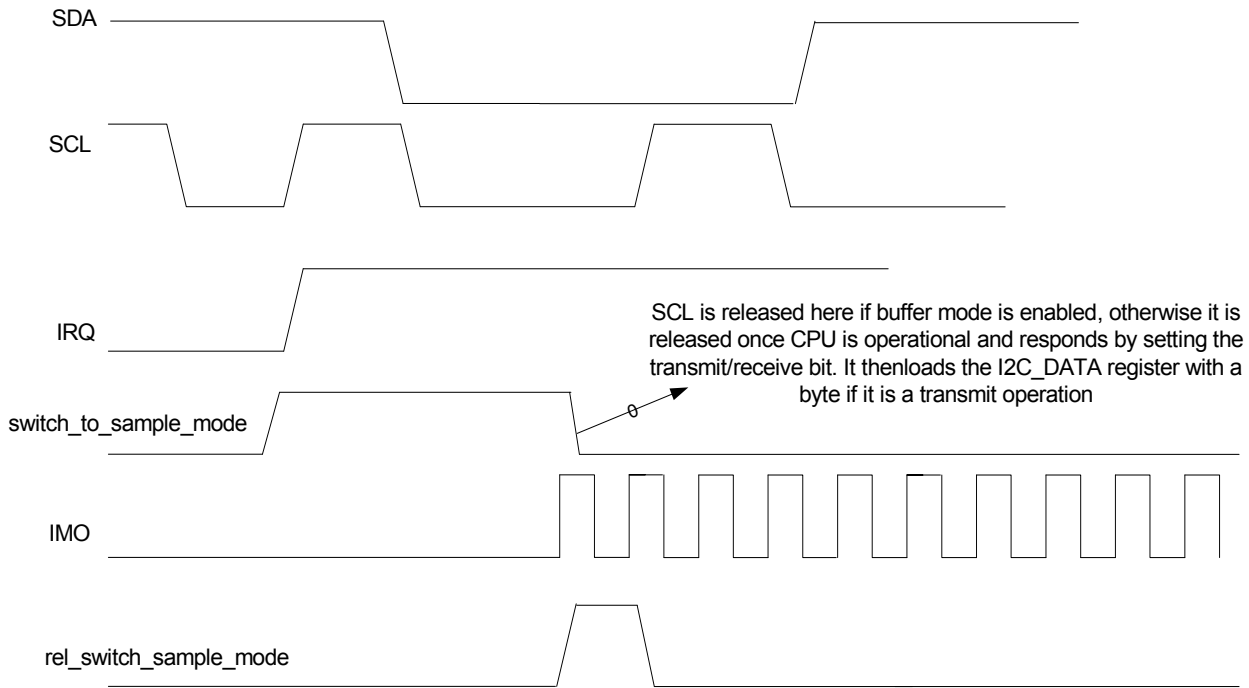 SDA
SCL
IRQ
SCL is released here if buffer mode is enabled, otherwise it is
released once CPU is operational and responds by setting the
transmit/receive bit. It thenloads the I2C_DATA register with a
byte if it is a transmit operation
switch_to_sample_mode
0
IMO
rel_switch_sample_mode